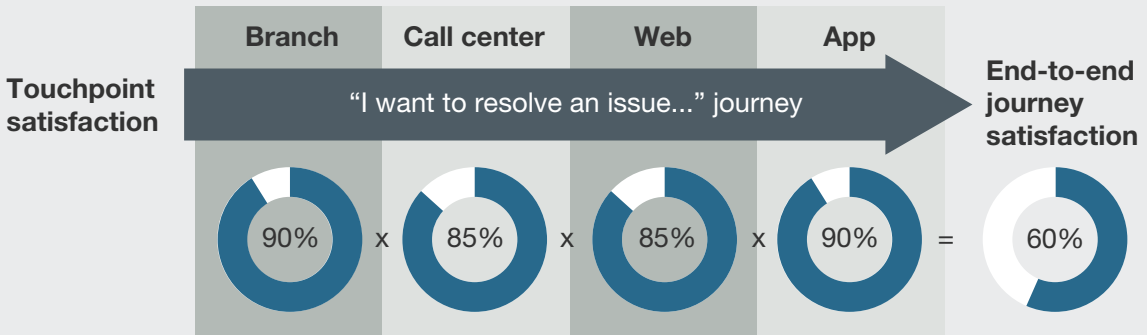 Branch
Call center
Web
App
Touchpoint
satisfaction
“I want to resolve an issue...” journey
End-to-end
journey
satisfaction
90% x 85% x 85% x 90% = 60%